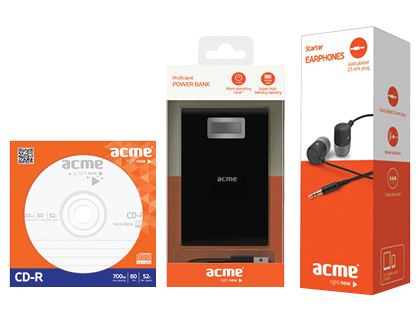 acme
right now
acme
right now
CD-R
52x
CD-R
700MB
80
52x
Proficient
POWER BANK
More operating
time*
Super high
battery capacity
acme
acme
right now
Starter
EARPHONES
Gold plated
3.5 mm plug
acme
right now